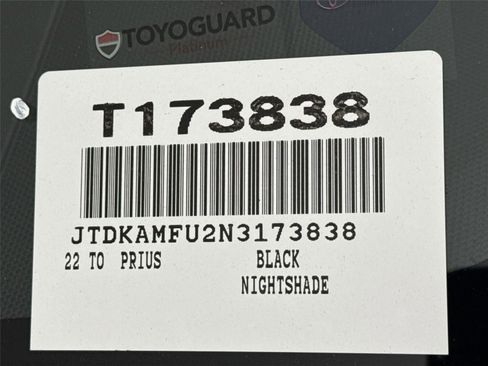 TOYOGUARD
Platinum
T173838
JTDKAMFU2N3173838
22 TO PRIUS BLACK
NIGHTSHADE